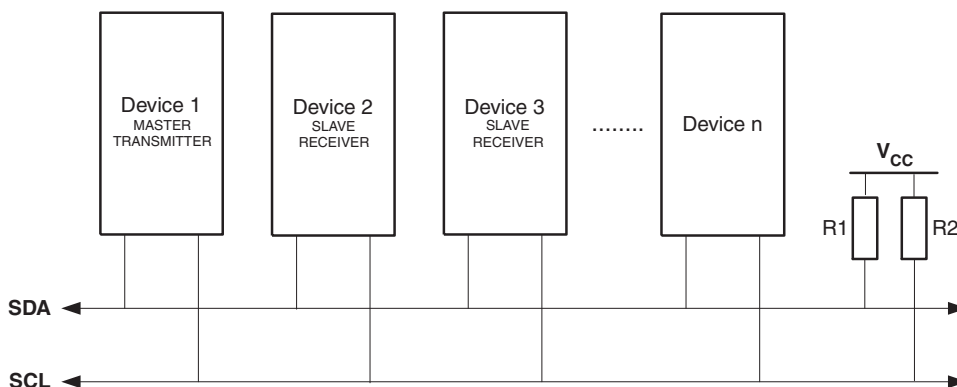 Device 1
MASTER
TRANSMITTER
Device 2
SLAVE
RECEIVER
Device 3
SLAVE
RECEIVER
........
Device n
VCC
R1
R2
SDA
SCL